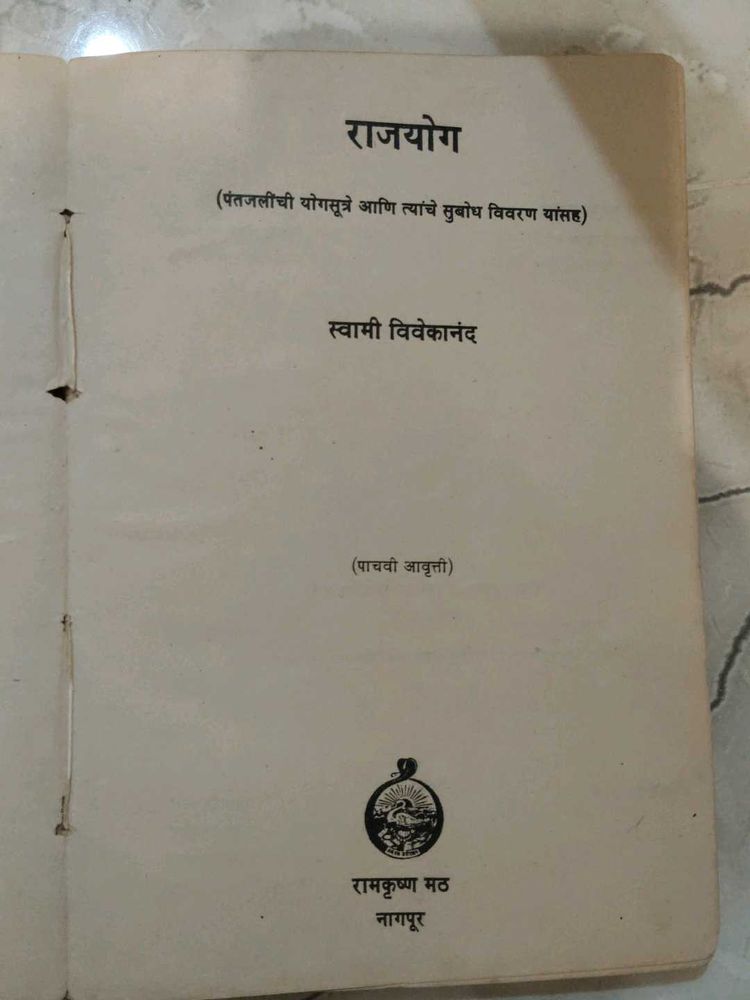 राजयोग
(पंतजलींची योगसूत्रे आणि त्यांचे सुबोध विवरण यांसह)
स्वामी विवेकानंद
(पाचवी आवृत्ती)
रामकृष्ण मठ
नागपूर